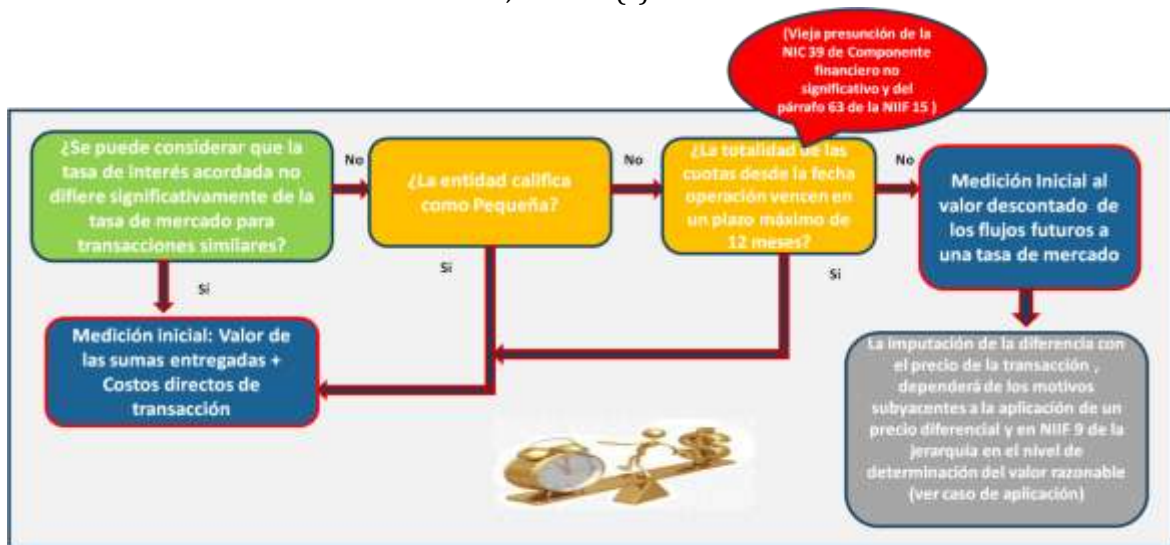 (Vieja presunción de la
NIC 39 de Componente
financiero no
significativo y del
párrafo 63 de la NIIF 15 )
¿Se puede considerar que la
tasa de interés acordada no
difiere significativamente de la
tasa de mercado para
transacciones similares?
No
¿La entidad califica
como Pequeña?
No
¿La totalidad de las
cuotas desde la fecha
operación vencen en
un plazo máximo de
12 meses?
No
Medición Inicial al
valor descontado de
los flujos futuros a
una tasa de mercado
Si
Si
Si
Medición inicial: Valor de
las sumas entregadas +
Costos directos de
transacción
La imputación de la diferencia con
el precio de la transacción ,
dependerá de los motivos
subyacentes a la aplicación de un
precio diferencial y en NIIF 9 de la
jerarquía en el nivel de
determinación del valor razonable
(ver caso de aplicación)